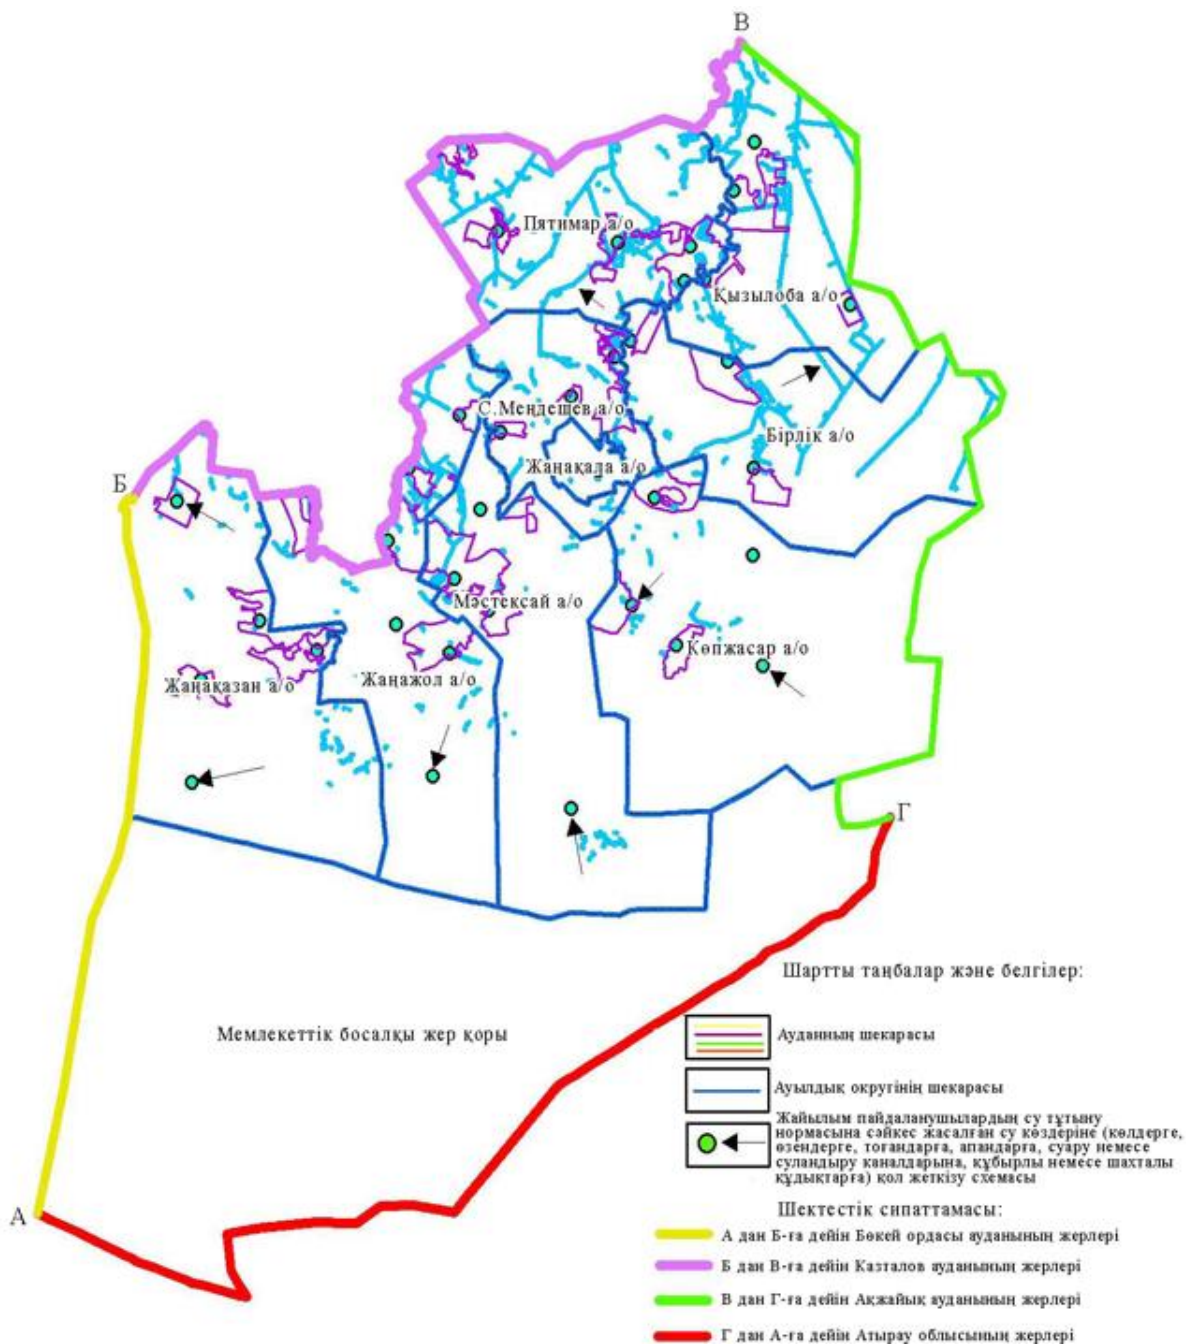 В
Пятимар а/о
Қызылоба а/о
С.Меңдешев а/о
Бірлік а/о
Жаңақала а/о
Б
Мәстексай а/о
Көпжасар а/о
Жаңақазан а/о
Жаңажол а/о
Г
Шартты таңбалар және белгілер:
Мемлекеттік босалқы жер қоры
Ауданның шекарасы
Ауылдық округінің шекарасы
Жайылым пайдаланушылардың су тұтыну
нормасына сәйкес жасалған су көздеріне (көлдерге,
өзендерге, тоғандарға, апандарға, суару немесе
суландыру каналдарына, құбырлы немесе шахталы
құдықтарға) қол жеткізу схемасы
А
Шектестік сипаттамасы:
А дан Б-ға дейін Бөкей ордасы ауданының жерлері
Б дан В-ға дейін Казталов ауданының жерлері
В дан Г-ға дейін Ақжайық ауданының жерлері
Г дан А-ға дейін Атырау облысының жерлері